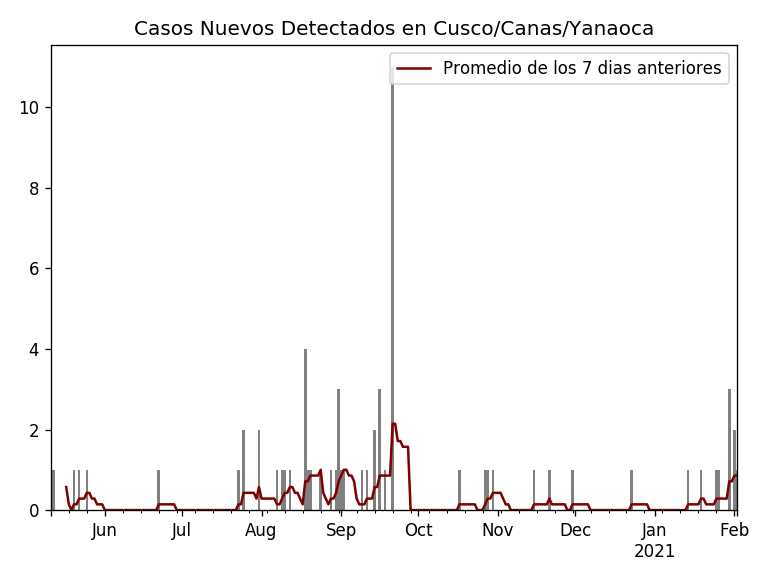 Casos Nuevos Detectados en Cusco/Canas/Yanaoca
Promedio de los 7 dias anteriores
10
8
6
4
2
0
Jun Jul Aug Sep Oct Nov Dec Jan Feb
2021